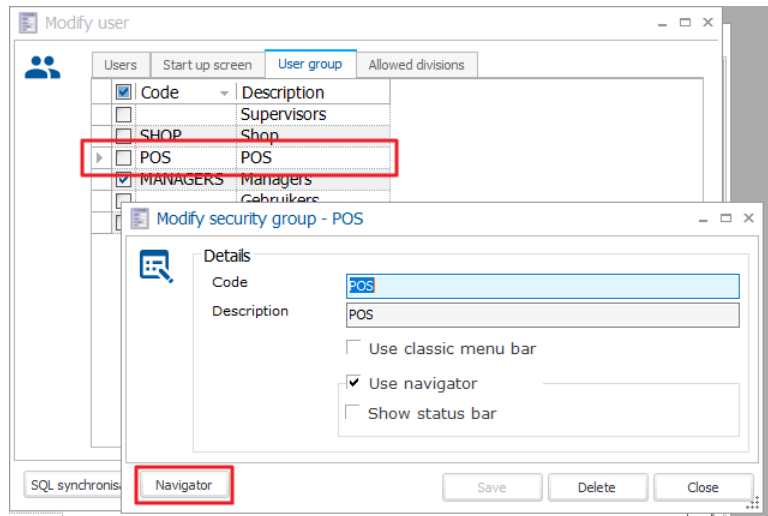 Modify user
Users Start up screen User group Allowed divisions
Code Description
Supervisors
SHOP Shop
POS POS
MANAGERS Managers
Gebruikers
Modify security group - POS
Details
Code POS
Description POS
Use classic menu bar
Use navigator
Show status bar
SQL synchronis
Navigator Save Delete Close